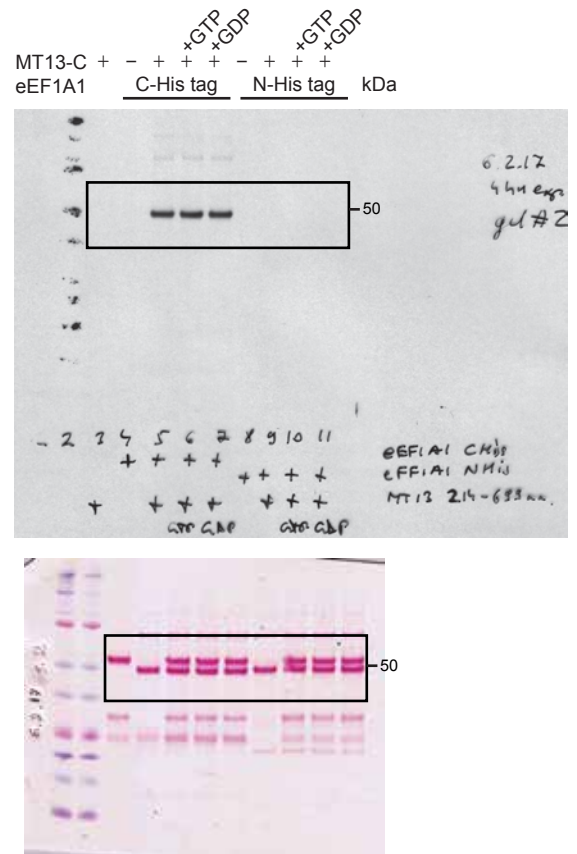 +GTP
+GDP
+GTP
+GDP
MT13-C + − + + + − + + +
eEF1A1 C-His tag N-His tag kDa
6.2.17
gel #2
50
- 2 3 4 5 6 7 8 9 10 11
eEF1A1 CHis
+ + + +
eEF1A1 NHis
+ + + +
MT13 214-699 aa.
+ + + + + + +
GTP GDP GTP GDP
50